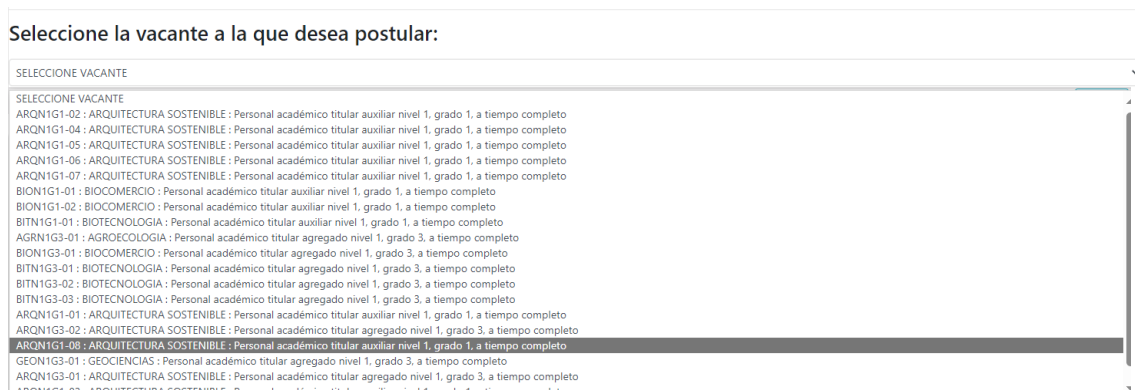 Seleccione la vacante a la que desea postular:
SELECCIONE VACANTE
SELECCIONE VACANTE
ARQN1G1-02 : ARQUITECTURA SOSTENIBLE : Personal académico titular auxiliar nivel 1, grado 1, a tiempo completo
ARQN1G1-04 : ARQUITECTURA SOSTENIBLE : Personal académico titular auxiliar nivel 1, grado 1, a tiempo completo
ARQN1G1-05 : ARQUITECTURA SOSTENIBLE : Personal académico titular auxiliar nivel 1, grado 1, a tiempo completo
ARQN1G1-06 : ARQUITECTURA SOSTENIBLE : Personal académico titular auxiliar nivel 1, grado 1, a tiempo completo
ARQN1G1-07 : ARQUITECTURA SOSTENIBLE : Personal académico titular auxiliar nivel 1, grado 1, a tiempo completo
BION1G1-01 : BIOCOMERCIO : Personal académico titular auxiliar nivel 1, grado 1, a tiempo completo
BION1G1-02 : BIOCOMERCIO : Personal académico titular auxiliar nivel 1, grado 1, a tiempo completo
BITN1G1-01 : BIOTECNOLOGIA : Personal académico titular auxiliar nivel 1, grado 1, a tiempo completo
AGRN1G3-01 : AGROECOLOGIA : Personal académico titular agregado nivel 1, grado 3, a tiempo completo
BION1G3-01 : BIOCOMERCIO : Personal académico titular agregado nivel 1, grado 3, a tiempo completo
BITN1G3-01 : BIOTECNOLOGIA : Personal académico titular agregado nivel 1, grado 3, a tiempo completo
BITN1G3-02 : BIOTECNOLOGIA : Personal académico titular agregado nivel 1, grado 3, a tiempo completo
BITN1G3-03 : BIOTECNOLOGIA : Personal académico titular agregado nivel 1, grado 3, a tiempo completo
ARQN1G1-01 : ARQUITECTURA SOSTENIBLE : Personal académico titular auxiliar nivel 1, grado 1, a tiempo completo
ARQN1G3-02 : ARQUITECTURA SOSTENIBLE : Personal académico titular agregado nivel 1, grado 3, a tiempo completo
ARQN1G1-08 : ARQUITECTURA SOSTENIBLE : Personal académico titular auxiliar nivel 1, grado 1, a tiempo completo
GEON1G3-01 : GEOCIENCIAS : Personal académico titular agregado nivel 1, grado 3, a tiempo completo
ARQN1G3-01 : ARQUITECTURA SOSTENIBLE : Personal académico titular agregado nivel 1, grado 3, a tiempo completo